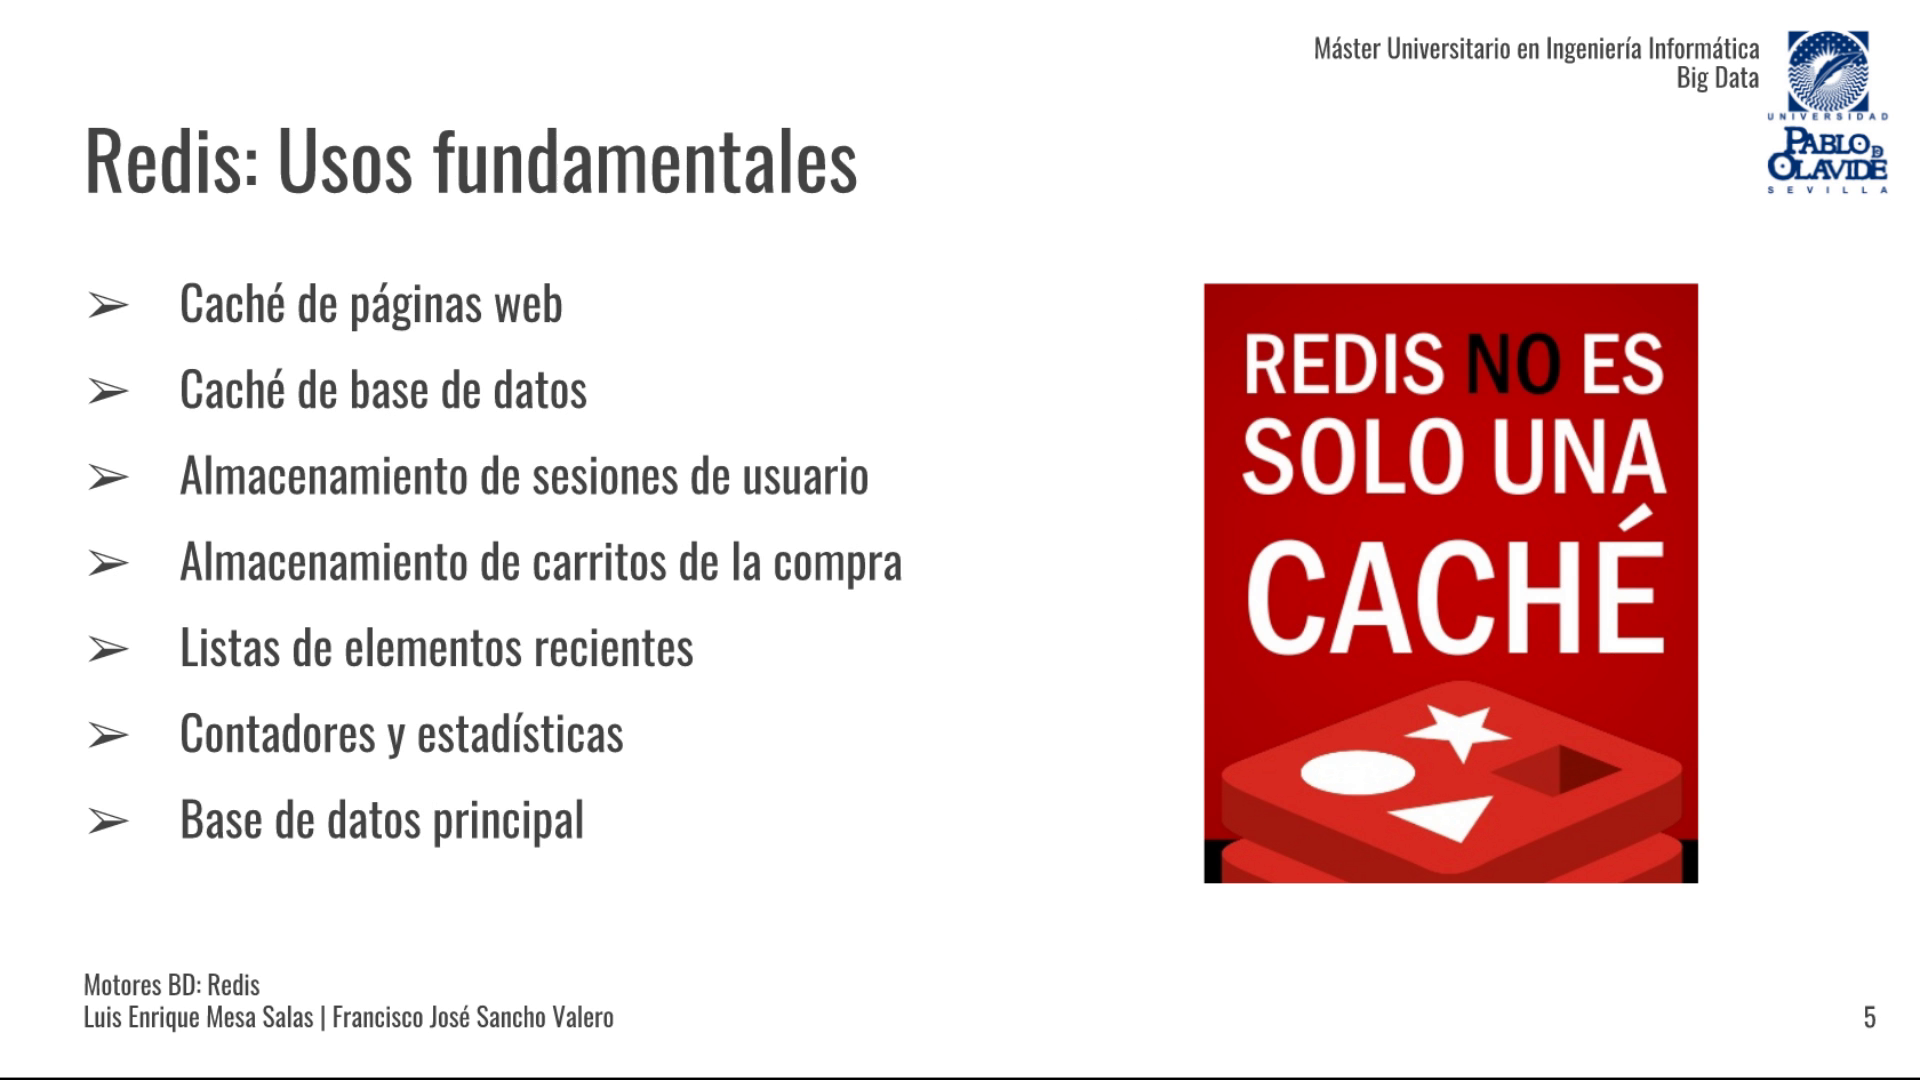 Máster Universitario en Ingeniería Informática
Big Data
UNIVERSIDAD
PABLO DE
OLAVIDE
SEVILLA
Redis: Usos fundamentales
➢ Caché de páginas web
➢ Caché de base de datos
➢ Almacenamiento de sesiones de usuario
➢ Almacenamiento de carritos de la compra
➢ Listas de elementos recientes
➢ Contadores y estadísticas
➢ Base de datos principal
REDIS NO ES
SOLO UNA
CACHÉ
Motores BD: Redis
Luis Enrique Mesa Salas | Francisco José Sancho Valero
5